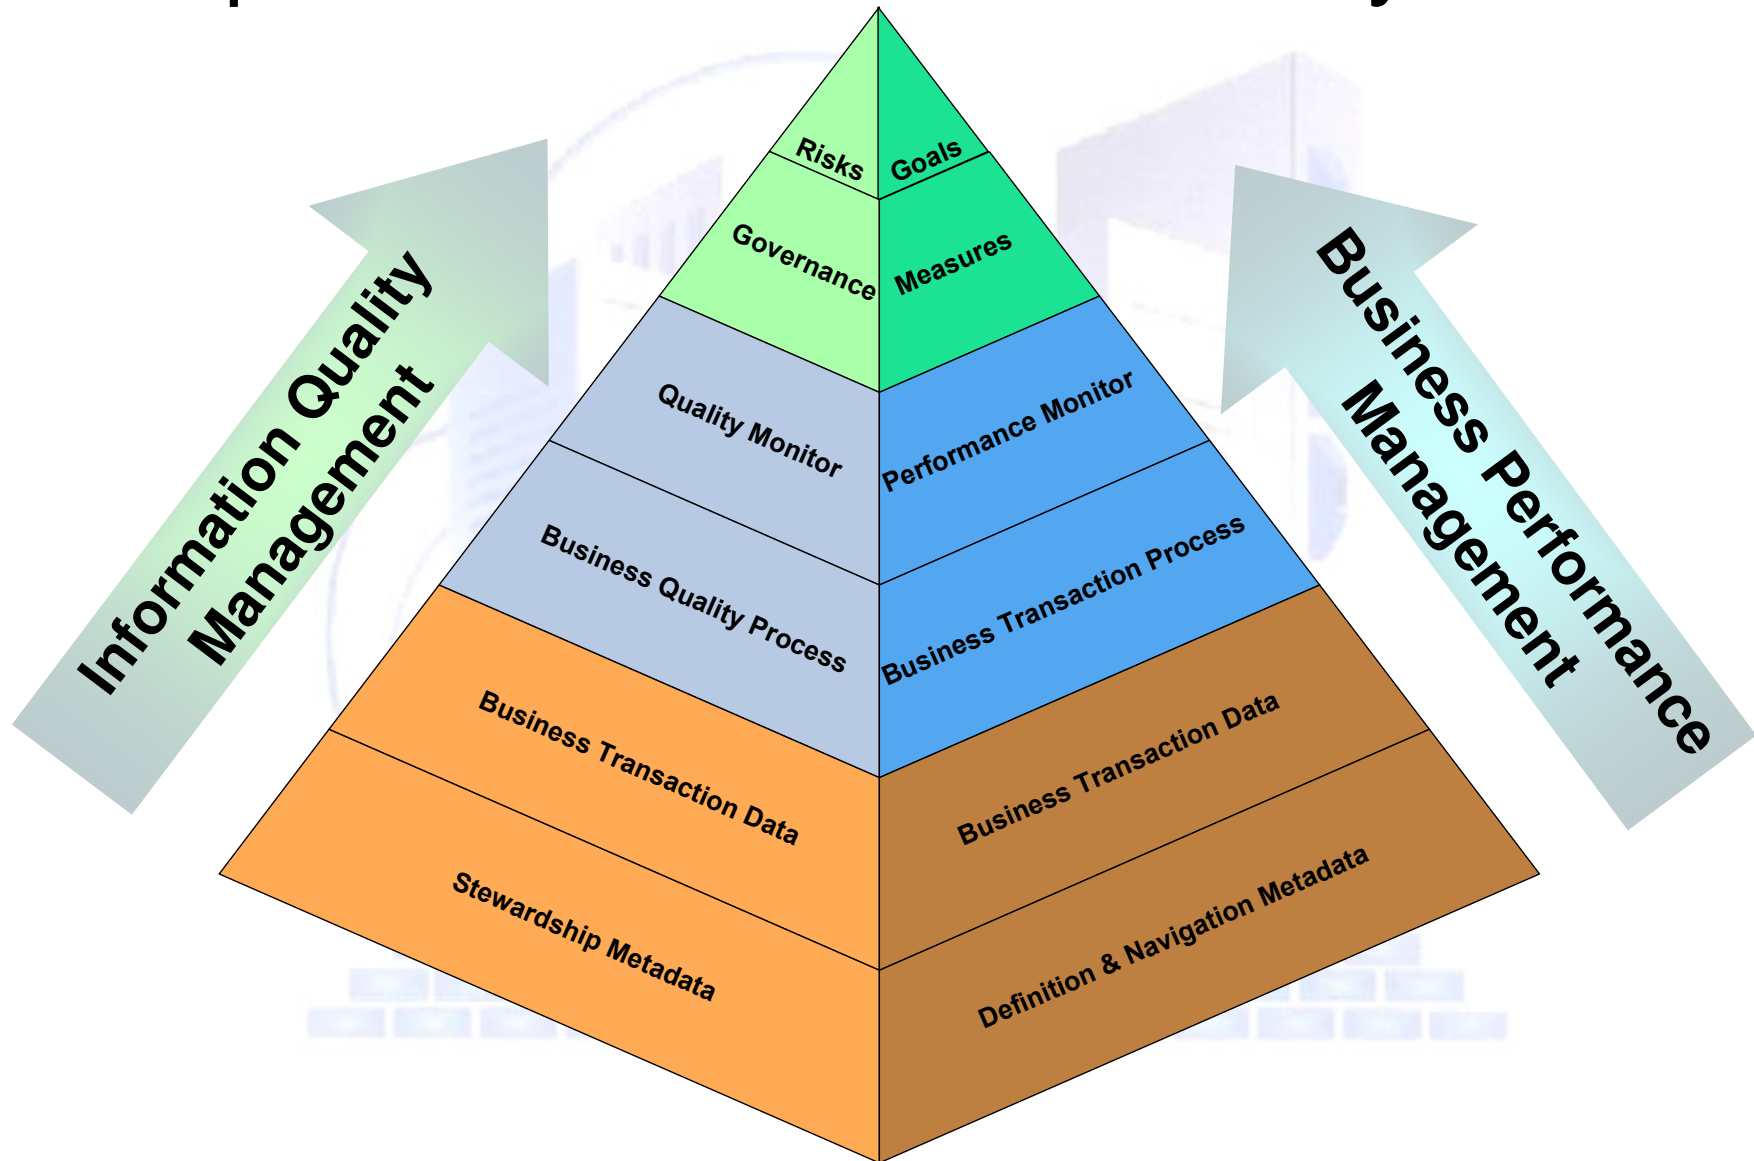 Risks
Goals
Governance
Measures
Quality Monitor
Performance Monitor
Business Quality Process
Business Transaction Process
Business Transaction Data
Business Transaction Data
Stewardship Metadata
Definition & Navigation Metadata
Information Quality
Management
Business Performance
Management